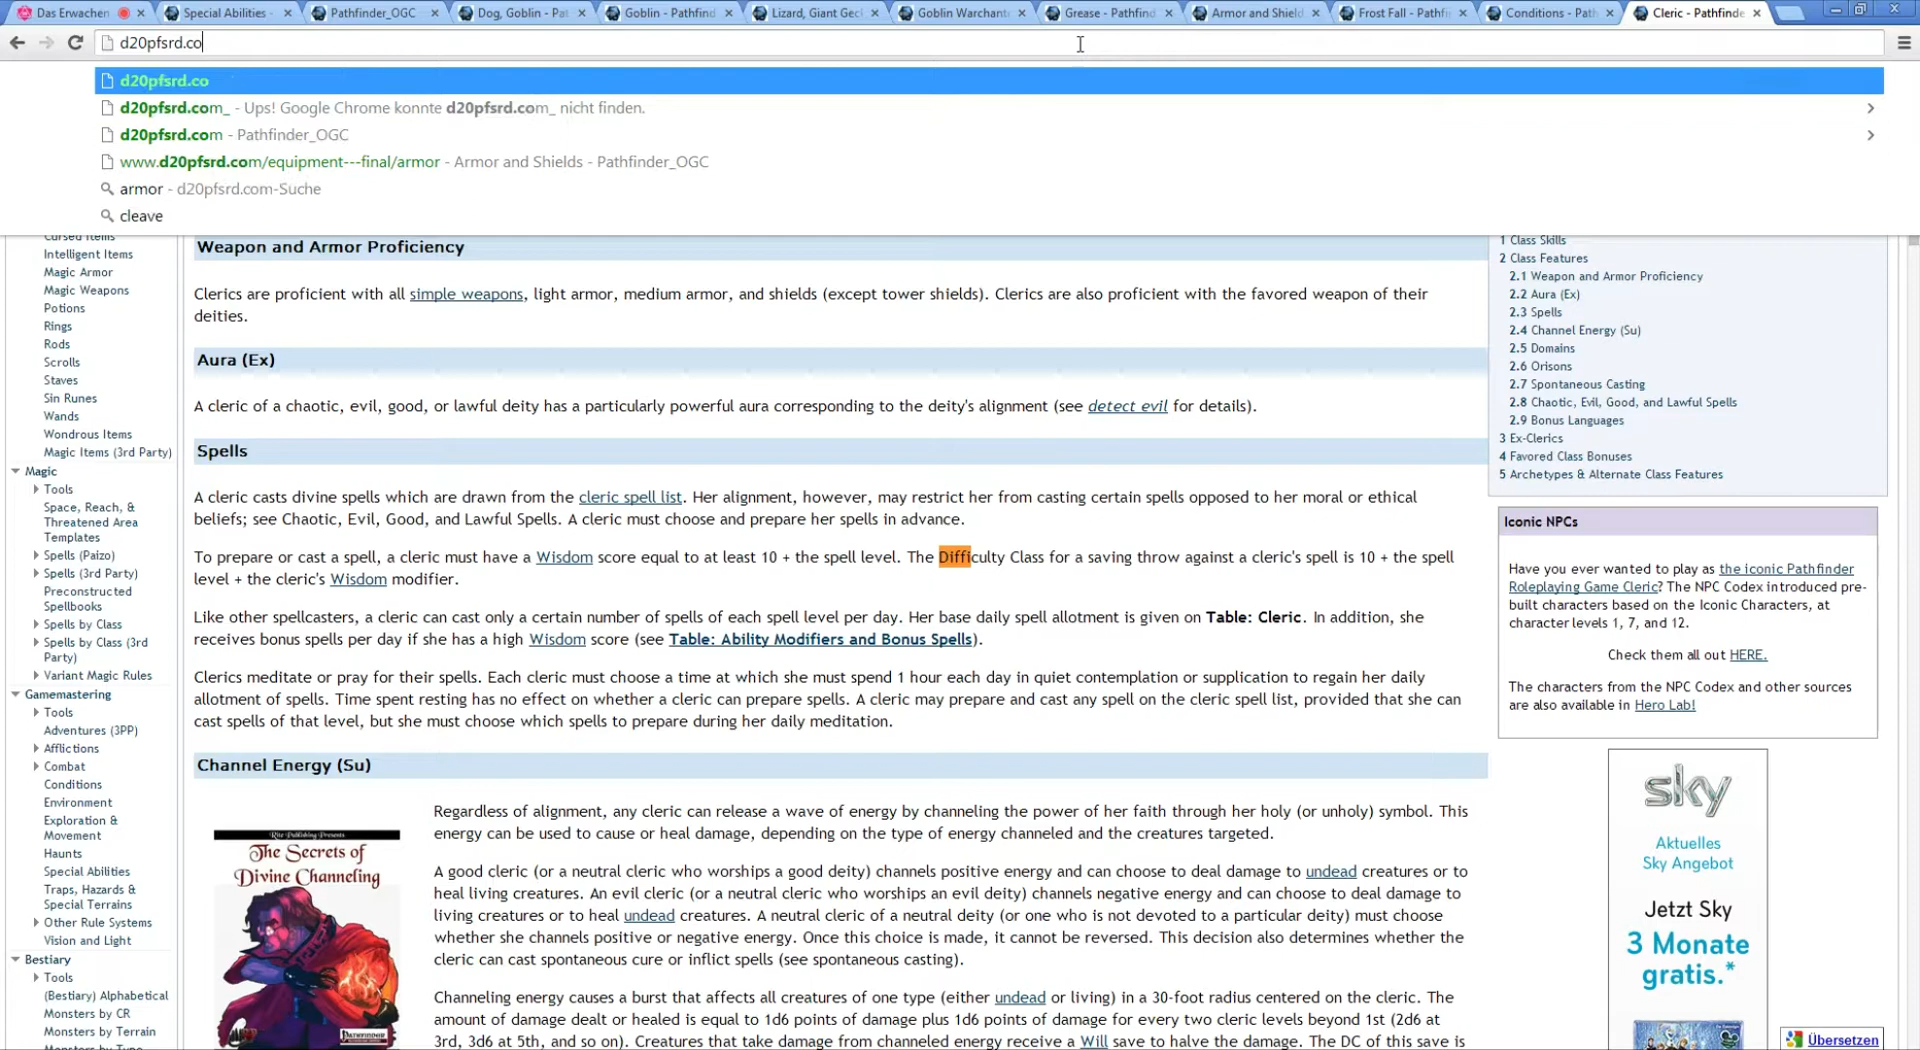 Das Erwachen
Special Abilities -
Pathfinder_OGC
Dog, Goblin - Pat
Goblin - Pathfind
Lizard, Giant Gec
Goblin Warchant
Grease - Pathfind
Armor and Shield
Frost Fall - Pathfi
Conditions - Path
Cleric - Pathfinde
d20pfsrd.co
d20pfsrd.co
d20pfsrd.com_ - Ups! Google Chrome konnte d20pfsrd.com_ nicht finden.
d20pfsrd.com - Pathfinder_OGC
www.d20pfsrd.com/equipment---final/armor - Armor and Shields - Pathfinder_OGC
armor - d20pfsrd.com-Suche
cleave
Cursed Items
Intelligent Items
Magic Armor
Magic Weapons
Potions
Rings
Rods
Scrolls
Staves
Sin Runes
Wands
Wondrous Items
Magic Items (3rd Party)
Magic
Tools
Space, Reach, &
Threatened Area
Templates
Spells (Paizo)
Spells (3rd Party)
Preconstructed
Spellbooks
Spells by Class
Spells by Class (3rd
Party)
Variant Magic Rules
Gamemastering
Tools
Adventures (3PP)
Afflictions
Combat
Conditions
Environment
Exploration &
Movement
Haunts
Special Abilities
Traps, Hazards &
Special Terrains
Other Rule Systems
Vision and Light
Bestiary
Tools
(Bestiary) Alphabetical
Monsters by CR
Monsters by Terrain
Monsters by Type
Weapon and Armor Proficiency
Clerics are proficient with all simple weapons, light armor, medium armor, and shields (except tower shields). Clerics are also proficient with the favored weapon of their
deities.
Aura (Ex)
A cleric of a chaotic, evil, good, or lawful deity has a particularly powerful aura corresponding to the deity's alignment (see detect evil for details).
Spells
A cleric casts divine spells which are drawn from the cleric spell list. Her alignment, however, may restrict her from casting certain spells opposed to her moral or ethical
beliefs; see Chaotic, Evil, Good, and Lawful Spells. A cleric must choose and prepare her spells in advance.
To prepare or cast a spell, a cleric must have a Wisdom score equal to at least 10 + the spell level. The Difficulty Class for a saving throw against a cleric's spell is 10 + the spell
level + the cleric's Wisdom modifier.
Like other spellcasters, a cleric can cast only a certain number of spells of each spell level per day. Her base daily spell allotment is given on Table: Cleric. In addition, she
receives bonus spells per day if she has a high Wisdom score (see Table: Ability Modifiers and Bonus Spells).
Clerics meditate or pray for their spells. Each cleric must choose a time at which she must spend 1 hour each day in quiet contemplation or supplication to regain her daily
allotment of spells. Time spent resting has no effect on whether a cleric can prepare spells. A cleric may prepare and cast any spell on the cleric spell list, provided that she can
cast spells of that level, but she must choose which spells to prepare during her daily meditation.
Channel Energy (Su)
Rite Publishing Presents
The Secrets of
Divine Channeling
PATHFINDER
Regardless of alignment, any cleric can release a wave of energy by channeling the power of her faith through her holy (or unholy) symbol. This
energy can be used to cause or heal damage, depending on the type of energy channeled and the creatures targeted.
A good cleric (or a neutral cleric who worships a good deity) channels positive energy and can choose to deal damage to undead creatures or to
heal living creatures. An evil cleric (or a neutral cleric who worships an evil deity) channels negative energy and can choose to deal damage to
living creatures or to heal undead creatures. A neutral cleric of a neutral deity (or one who is not devoted to a particular deity) must choose
whether she channels positive or negative energy. Once this choice is made, it cannot be reversed. This decision also determines whether the
cleric can cast spontaneous cure or inflict spells (see spontaneous casting).
Channeling energy causes a burst that affects all creatures of one type (either undead or living) in a 30-foot radius centered on the cleric. The
amount of damage dealt or healed is equal to 1d6 points of damage plus 1d6 points of damage for every two cleric levels beyond 1st (2d6 at
3rd, 3d6 at 5th, and so on). Creatures that take damage from channeled energy receive a Will save to halve the damage. The DC of this save is
1 Class Skills
2 Class Features
2.1 Weapon and Armor Proficiency
2.2 Aura (Ex)
2.3 Spells
2.4 Channel Energy (Su)
2.5 Domains
2.6 Orisons
2.7 Spontaneous Casting
2.8 Chaotic, Evil, Good, and Lawful Spells
2.9 Bonus Languages
3 Ex-Clerics
4 Favored Class Bonuses
5 Archetypes & Alternate Class Features
Iconic NPCs
Have you ever wanted to play as the iconic Pathfinder
Roleplaying Game Cleric? The NPC Codex introduced pre-
built characters based on the Iconic Characters, at
character levels 1, 7, and 12.
Check them all out HERE.
The characters from the NPC Codex and other sources
are also available in Hero Lab!
sky
Aktuelles
Sky Angebot
Jetzt Sky
3 Monate
gratis.*
Übersetzen